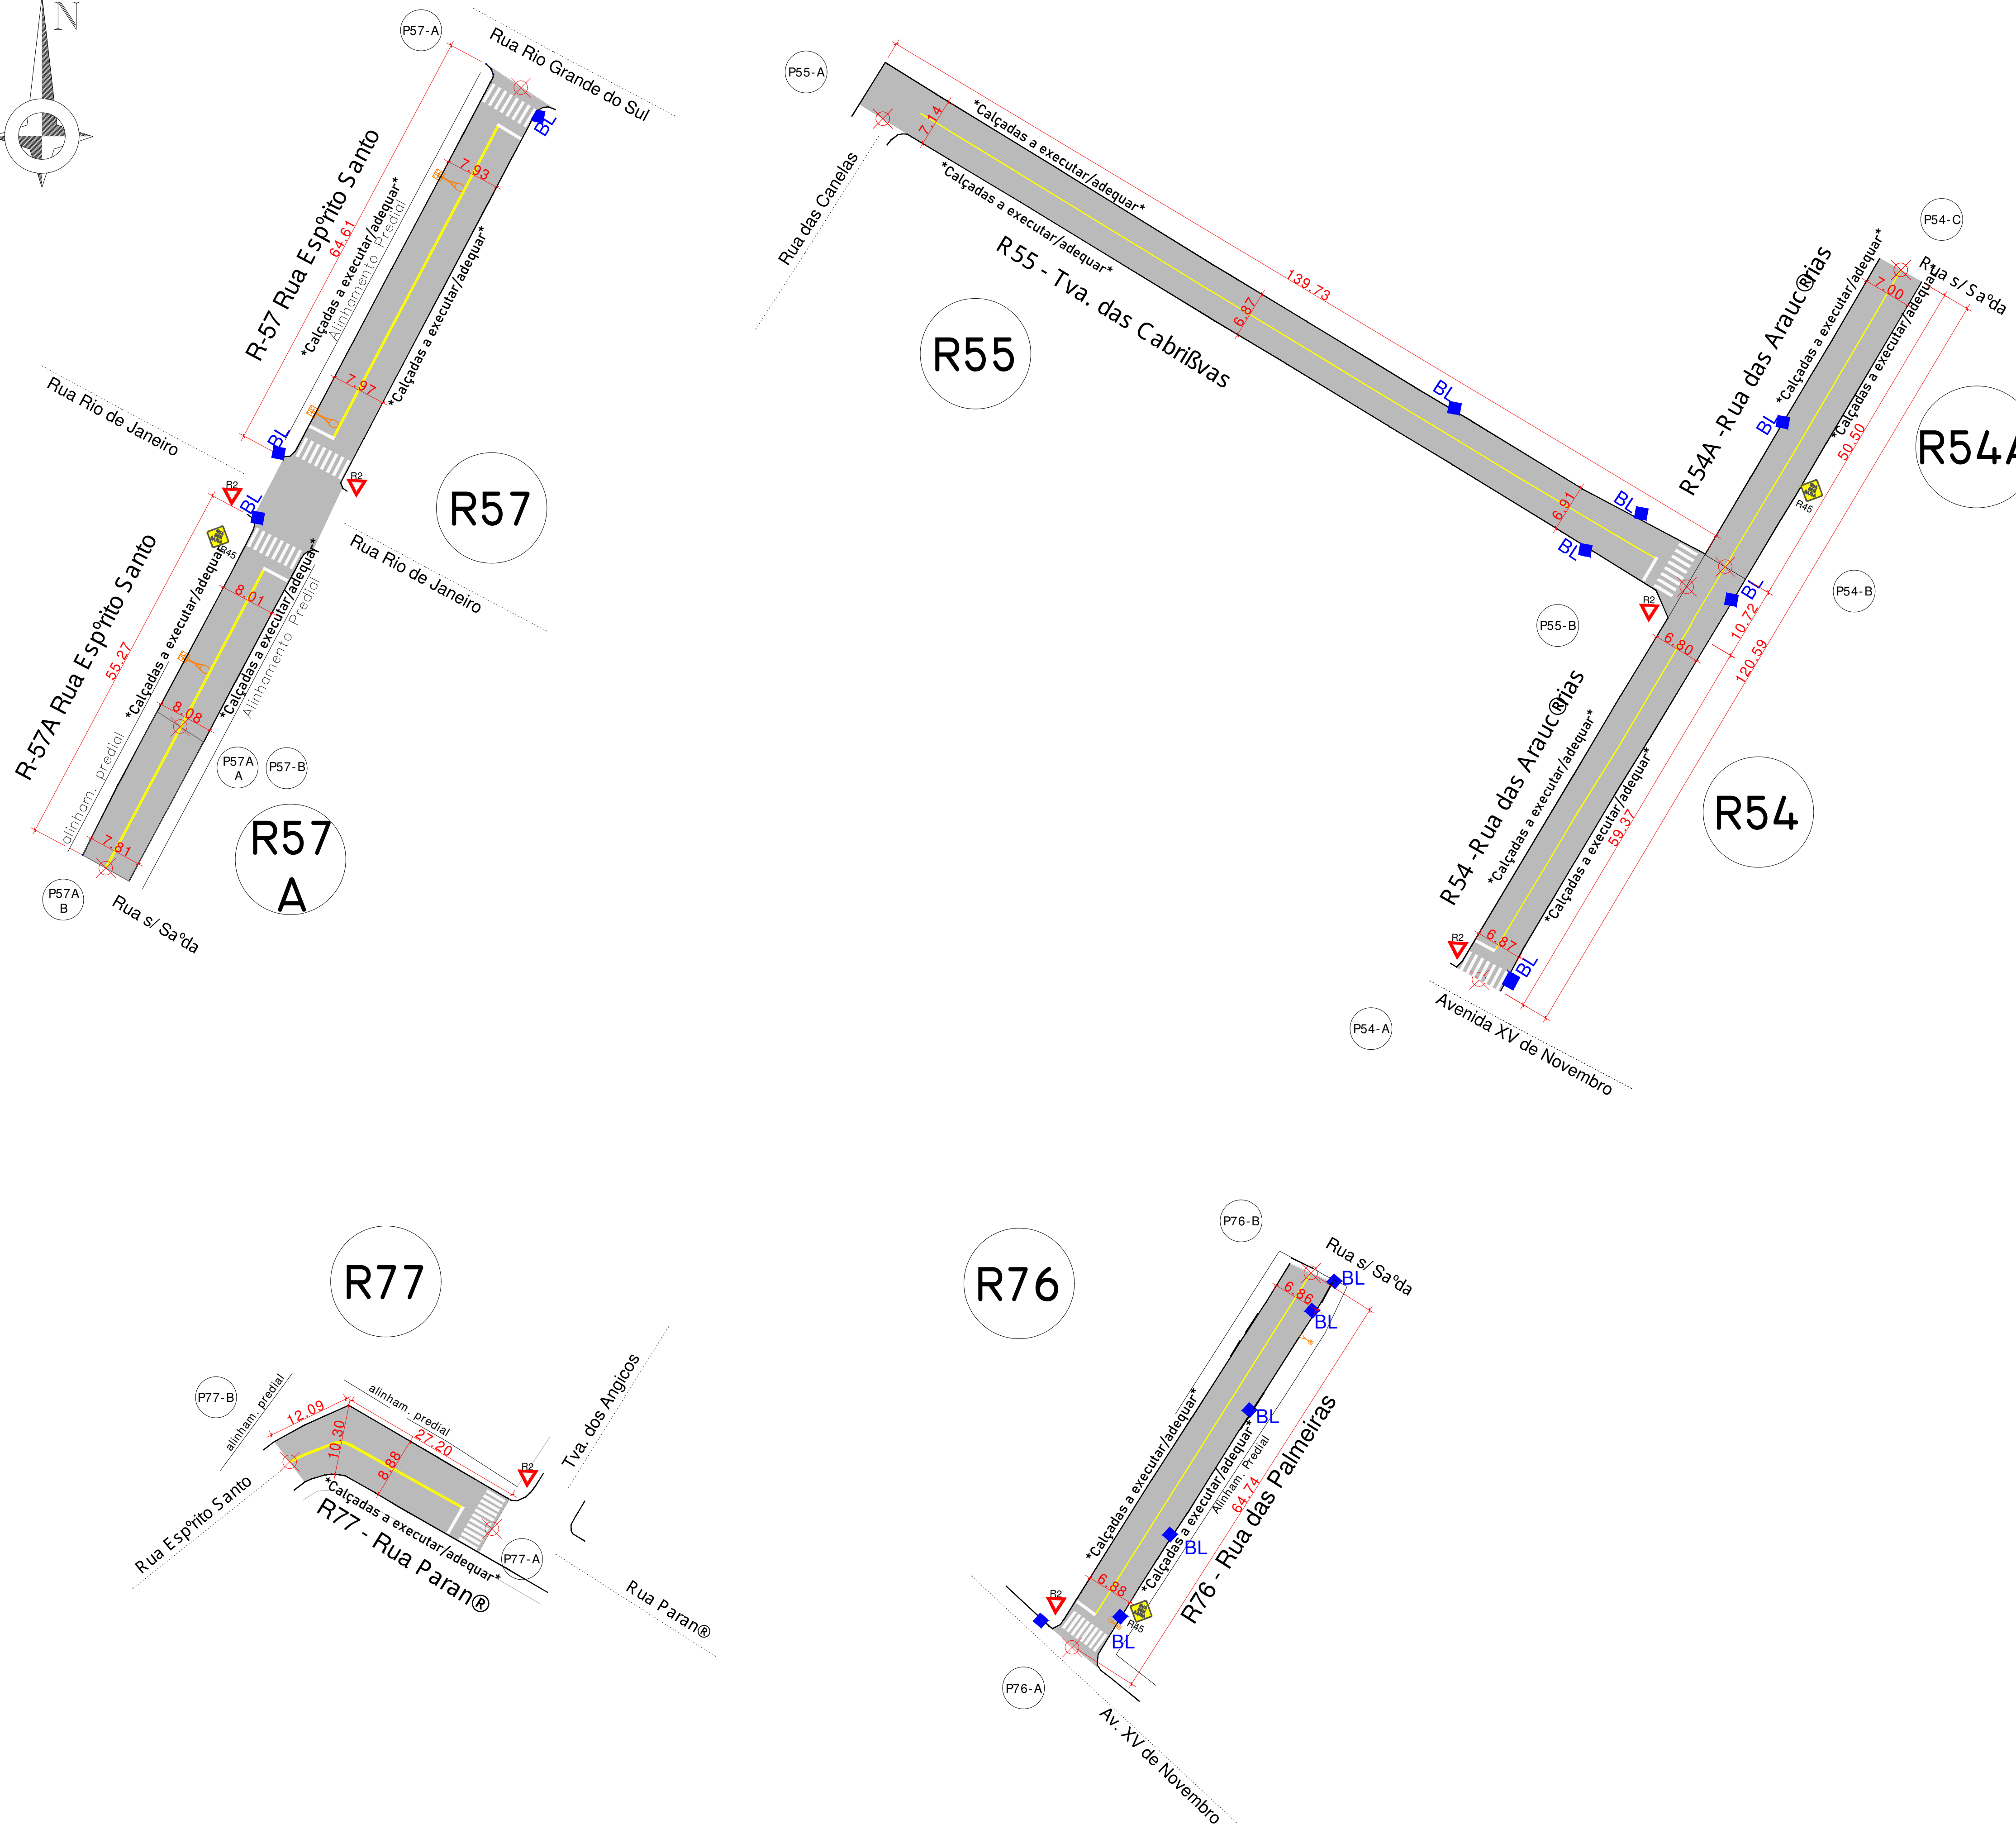 N
P57-A
Rua Rio Grande do Sul
BL
7.93
R-57 Rua Espºrito Santo
64.61
*Calçadas a executar/adequar*
Alinhamento Predial
*Calçadas a executar/adequar*
7.97
BL
Rua Rio de Janeiro
R2
R2
R57
BL
R45
Rua Rio de Janeiro
R-57A Rua Espºrito Santo
55.27
8.01
*Calçadas a executar/adequar*
*Calçadas a executar/adequar*
Alinhamento Predial
8.08
P57A
A
P57-B
alinham. predial
R57
A
7.81
P57A
B
Rua s/ Saºda
P55-A
Rua das Canelas
7.14
*Calçadas a executar/adequar*
*Calçadas a executar/adequar*
R55 - Tva. das Cabrißvas
139.73
6.87
R55
BL
BL
6.91
BL
R2
P55-B
P54-C
Rua s/ Saºda
7.00
R54A -Rua das Arauc®rias
*Calçadas a executar/adequar*
*Calçadas a executar/adequar*
BL
50.50
R45
R54A
P54-B
BL
10.72
120.59
6.80
R54 -Rua das Arauc®rias
*Calçadas a executar/adequar*
*Calçadas a executar/adequar*
59.37
R54
R2
6.87
BL
P54-A
Avenida XV de Novembro
R77
P77-B
alinham. predial
12.09
alinham. predial
10.30
27.20
8.88
R2
Tva. dos Angicos
Rua Espºrito Santo
*Calçadas a executar/adequar*
R77 - Rua Paran®
P77-A
Rua Paran®
R76
P76-B
Rua s/ Saºda
BL
6.86
BL
BL
*Calçadas a executar/adequar*
*Calçadas a executar/adequar*
Alinham. Predial
64.74
R76 - Rua das Palmeiras
BL
6.88
R2
R45
BL
P76-A
Av. XV de Novembro